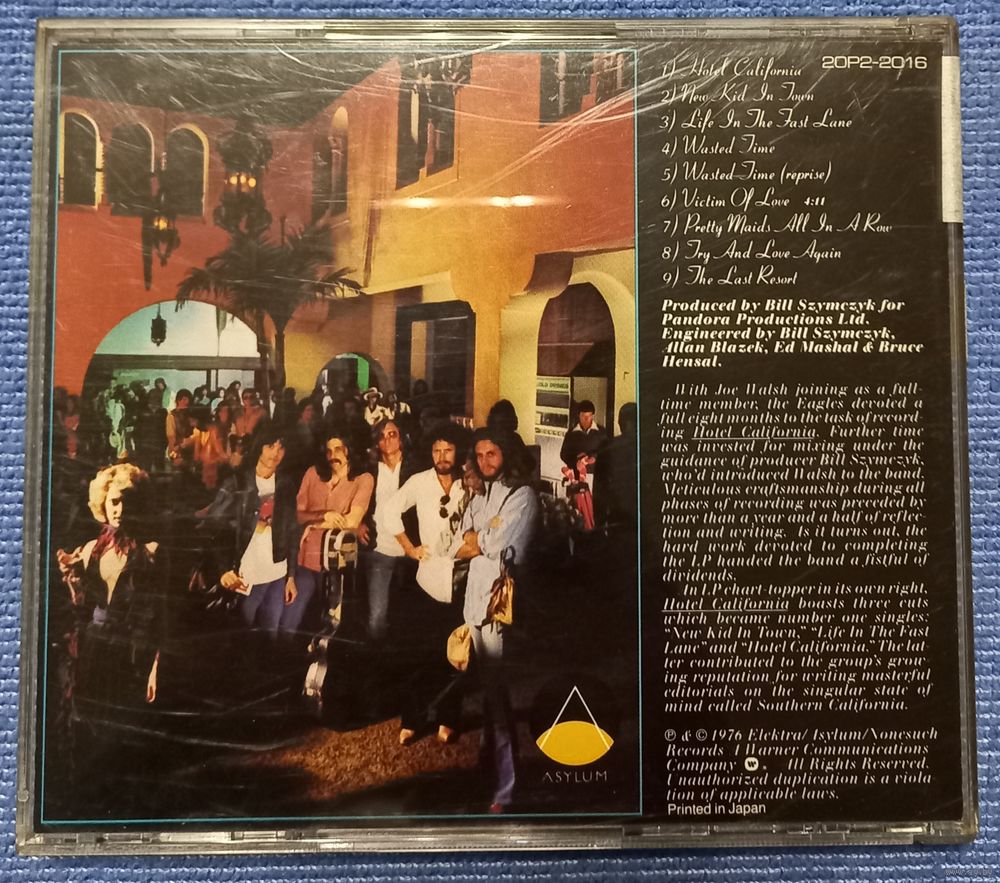 20P2-2016
1) Hotel California
2) New Kid In Town
3) Life In The Fast Lane
4) Wasted Time
5) Wasted Time (reprise)
6) Victim Of Love 4:11
7) Pretty Maids All In A Row
8) Try And Love Again
9) The Last Resort
Produced by Bill Szymczyk for
Pandora Productions Ltd.
Engineered by Bill Szymczyk,
Allan Blazek, Ed Mashal & Bruce
Hensal.
With Joe Walsh joining as a full-
time member, the Eagles devoted a
full eight months to the task of record-
ing Hotel California. Further time
was invested for mixing under the
guidance of producer Bill Szymczyk,
who'd introduced Walsh to the band.
Meticulous craftsmanship during all
phases of recording was preceded by
more than a year and a half of reflec-
tion and writing. As it turns out, the
hard work devoted to completing
the LP handed the band a fistful of
dividends.
An LP chart-topper in its own right,
Hotel California boasts three cuts
which became number one singles:
"New Kid In Town," "Life In The Fast
Lane" and "Hotel California." The lat-
ter contributed to the group's grow-
ing reputation for writing masterful
editorials on the singular state of
mind called Southern California.
℗ & © 1976 Elektra/Asylum/Nonesuch
Records A Warner Communications
Company W. All Rights Reserved.
Unauthorized duplication is a viola-
tion of applicable laws.
Printed in Japan
ASYLUM